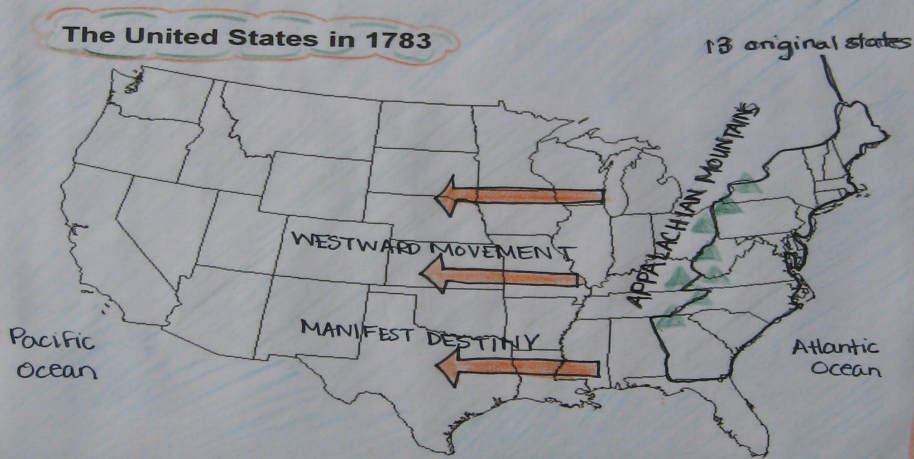 The United States in 1783
13 original states
APPALACHIAN MOUNTAINS
WESTWARD MOVEMENT
MANIFEST DESTINY
Pacific
Ocean
Atlantic
Ocean